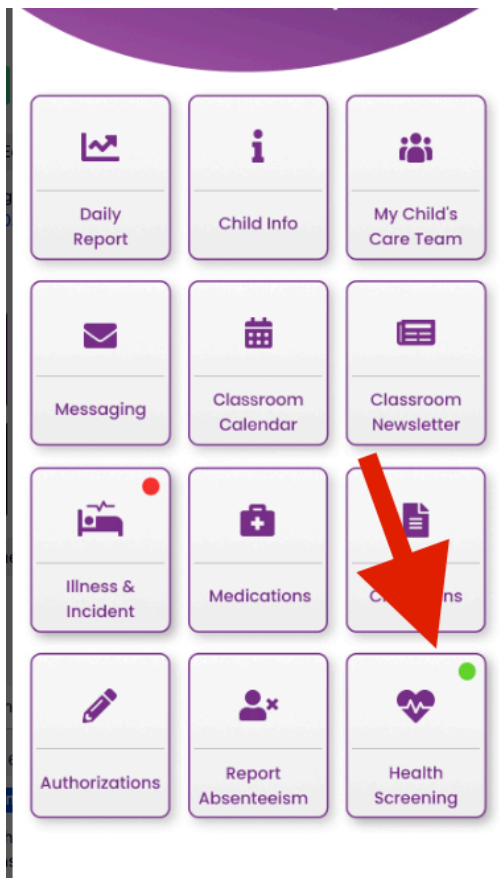 Daily
Report
Child Info
My Child's
Care Team
Messaging
Classroom
Calendar
Classroom
Newsletter
Illness &
Incident
Medications
Authorizations
Report
Absenteeism
Health
Screening